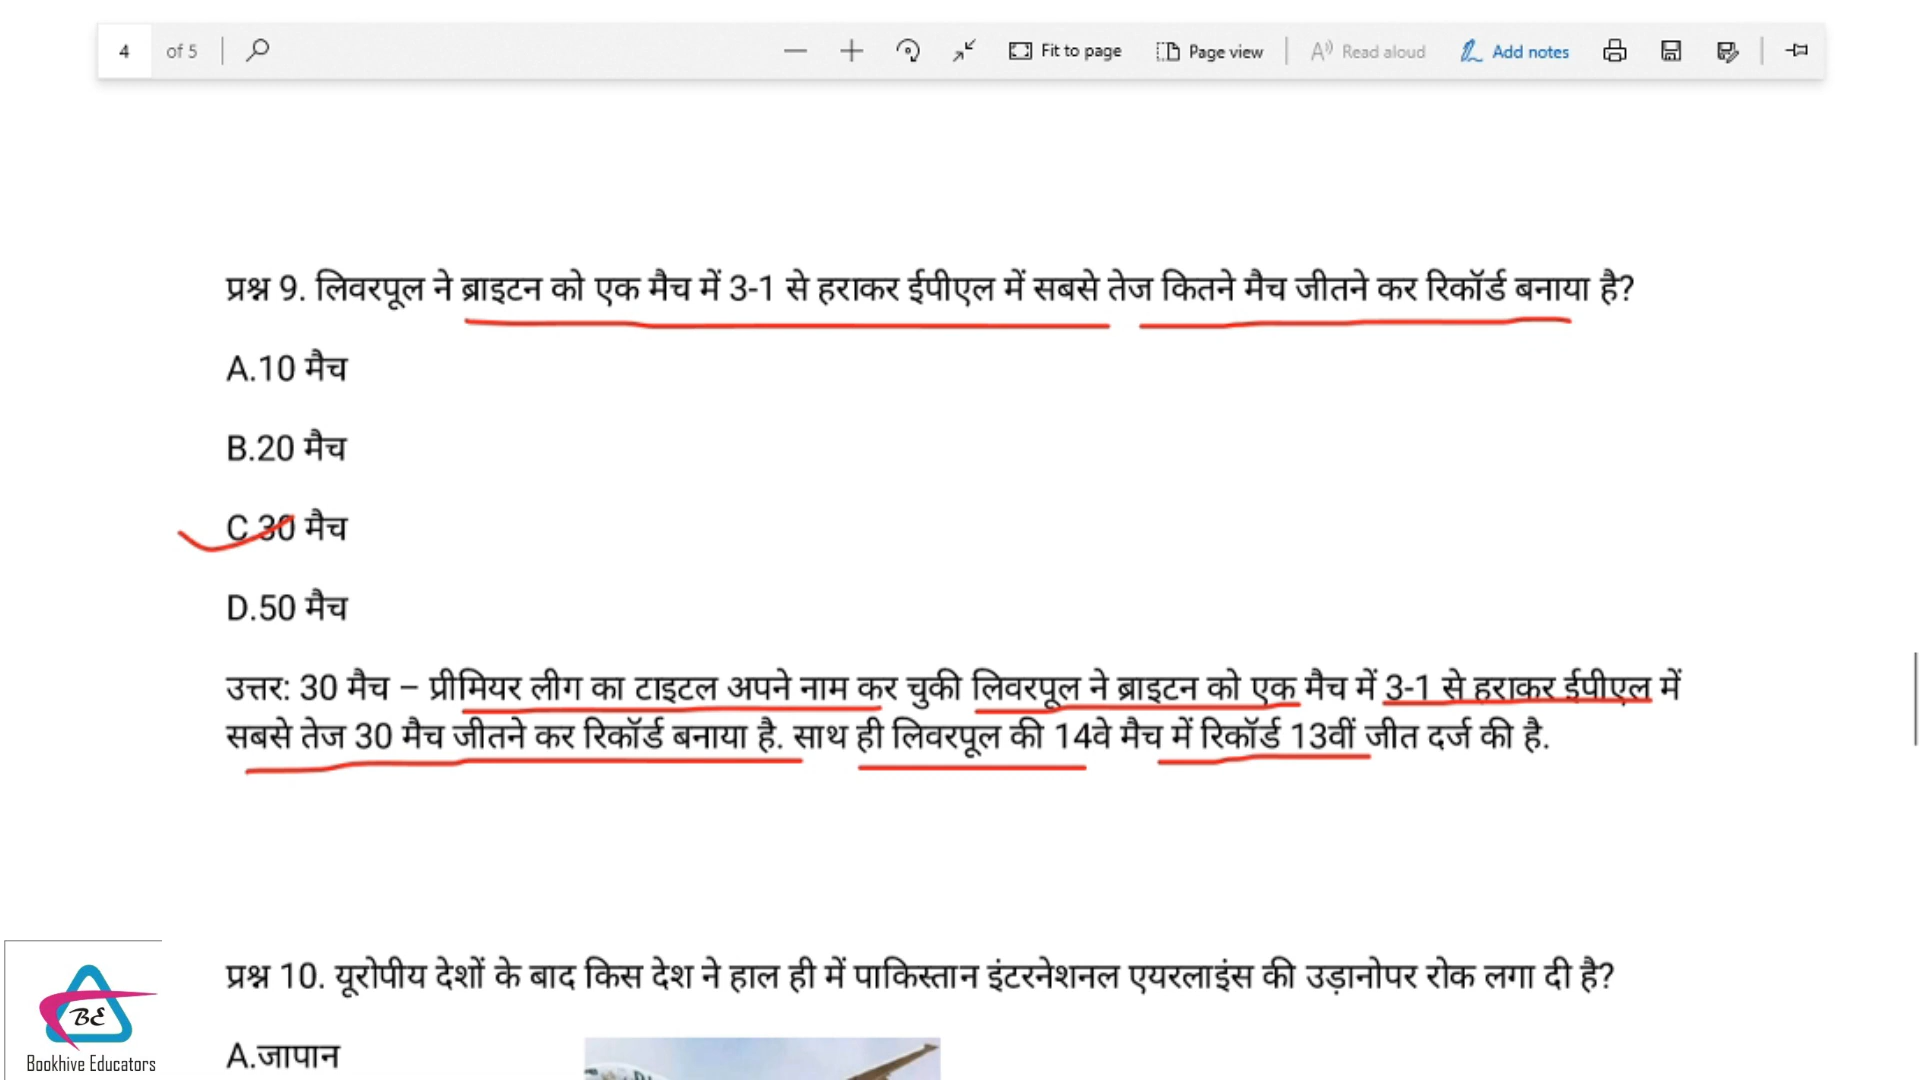 4 of 5 Fit to page Page view Read aloud Add notes
प्रश्न 9. लिवरपूल ने ब्राइटन को एक मैच में 3-1 से हराकर ईपीएल में सबसे तेज कितने मैच जीतने कर रिकॉर्ड बनाया है?
A.10 मैच
B.20 मैच
C.30 मैच
D.50 मैच
उत्तर: 30 मैच – प्रीमियर लीग का टाइटल अपने नाम कर चुकी लिवरपूल ने ब्राइटन को एक मैच में 3-1 से हराकर ईपीएल में
सबसे तेज 30 मैच जीतने कर रिकॉर्ड बनाया है. साथ ही लिवरपूल की 14वे मैच में रिकॉर्ड 13वीं जीत दर्ज की है.
प्रश्न 10. यूरोपीय देशों के बाद किस देश ने हाल ही में पाकिस्तान इंटरनेशनल एयरलाइंस की उड़ानोपर रोक लगा दी है?
A.जापान
BE
Bookhive Educators